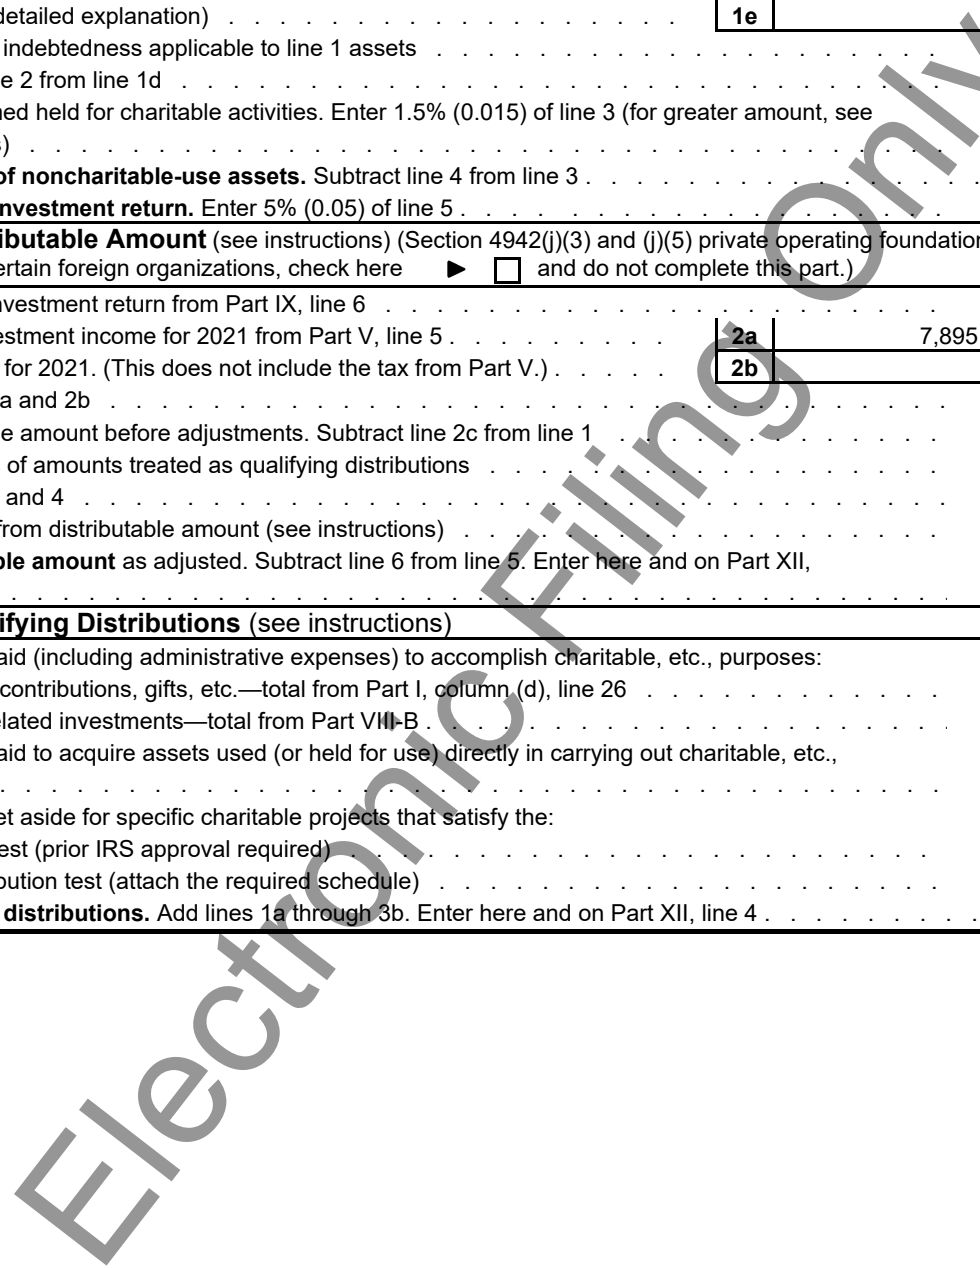 detailed explanation) . . . . . . . . . . . . . . . . . . 1e
indebtedness applicable to line 1 assets . . . . . . . . . . . . . . . . . . . .
e 2 from line 1d . . . . . . . . . . . . . . . . . . . . . . . . . . . . . .
ned held for charitable activities. Enter 1.5% (0.015) of line 3 (for greater amount, see
s) . . . . . . . . . . . . . . . . . . . . . . . . . . . . . . . . . . . .
of noncharitable-use assets. Subtract line 4 from line 3 . . . . . . . . . . . . . . . .
nvestment return. Enter 5% (0.05) of line 5 . . . . . . . . . . . . . . . . . . .
ibutable Amount (see instructions) (Section 4942(j)(3) and (j)(5) private operating foundation
ertain foreign organizations, check here ▶ ☐ and do not complete this part.)
nvestment return from Part IX, line 6 . . . . . . . . . . . . . . . . . . . . . .
estment income for 2021 from Part V, line 5 . . . . . . . . . 2a 7,895
for 2021. (This does not include the tax from Part V.) . . . . . 2b
a and 2b . . . . . . . . . . . . . . . . . . . . . . . . . . . . . . . . .
e amount before adjustments. Subtract line 2c from line 1 . . . . . . . . . . . . .
of amounts treated as qualifying distributions . . . . . . . . . . . . . . . . . .
and 4 . . . . . . . . . . . . . . . . . . . . . . . . . . . . . . . . . .
from distributable amount (see instructions) . . . . . . . . . . . . . . . . . . .
ble amount as adjusted. Subtract line 6 from line 5. Enter here and on Part XII,
. . . . . . . . . . . . . . . . . . . . . . . . . . . . . . . . . . . . .
ifying Distributions (see instructions)
aid (including administrative expenses) to accomplish charitable, etc., purposes:
contributions, gifts, etc.—total from Part I, column (d), line 26 . . . . . . . . . . . .
elated investments—total from Part VIII-B . . . . . . . . . . . . . . . . . . . . .
aid to acquire assets used (or held for use) directly in carrying out charitable, etc.,
. . . . . . . . . . . . . . . . . . . . . . . . . . . . . . . . . . . . .
et aside for specific charitable projects that satisfy the:
est (prior IRS approval required) . . . . . . . . . . . . . . . . . . . . . . .
bution test (attach the required schedule) . . . . . . . . . . . . . . . . . . . .
distributions. Add lines 1a through 3b. Enter here and on Part XII, line 4 . . . . . . . . .
Electronic Filing Only